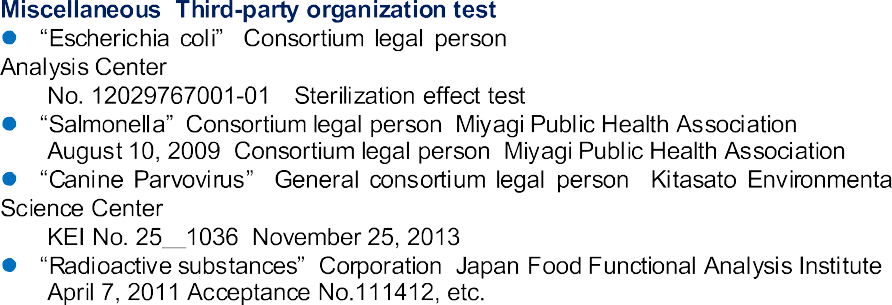 Miscellaneous Third-party organization test
● “Escherichia coli” Consortium legal person
Analysis Center
No. 12029767001-01 Sterilization effect test
● “Salmonella” Consortium legal person Miyagi Public Health Association
August 10, 2009 Consortium legal person Miyagi Public Health Association
● “Canine Parvovirus” General consortium legal person Kitasato Environmenta
Science Center
KEI No. 25__1036 November 25, 2013
● “Radioactive substances” Corporation Japan Food Functional Analysis Institute
April 7, 2011 Acceptance No.111412, etc.